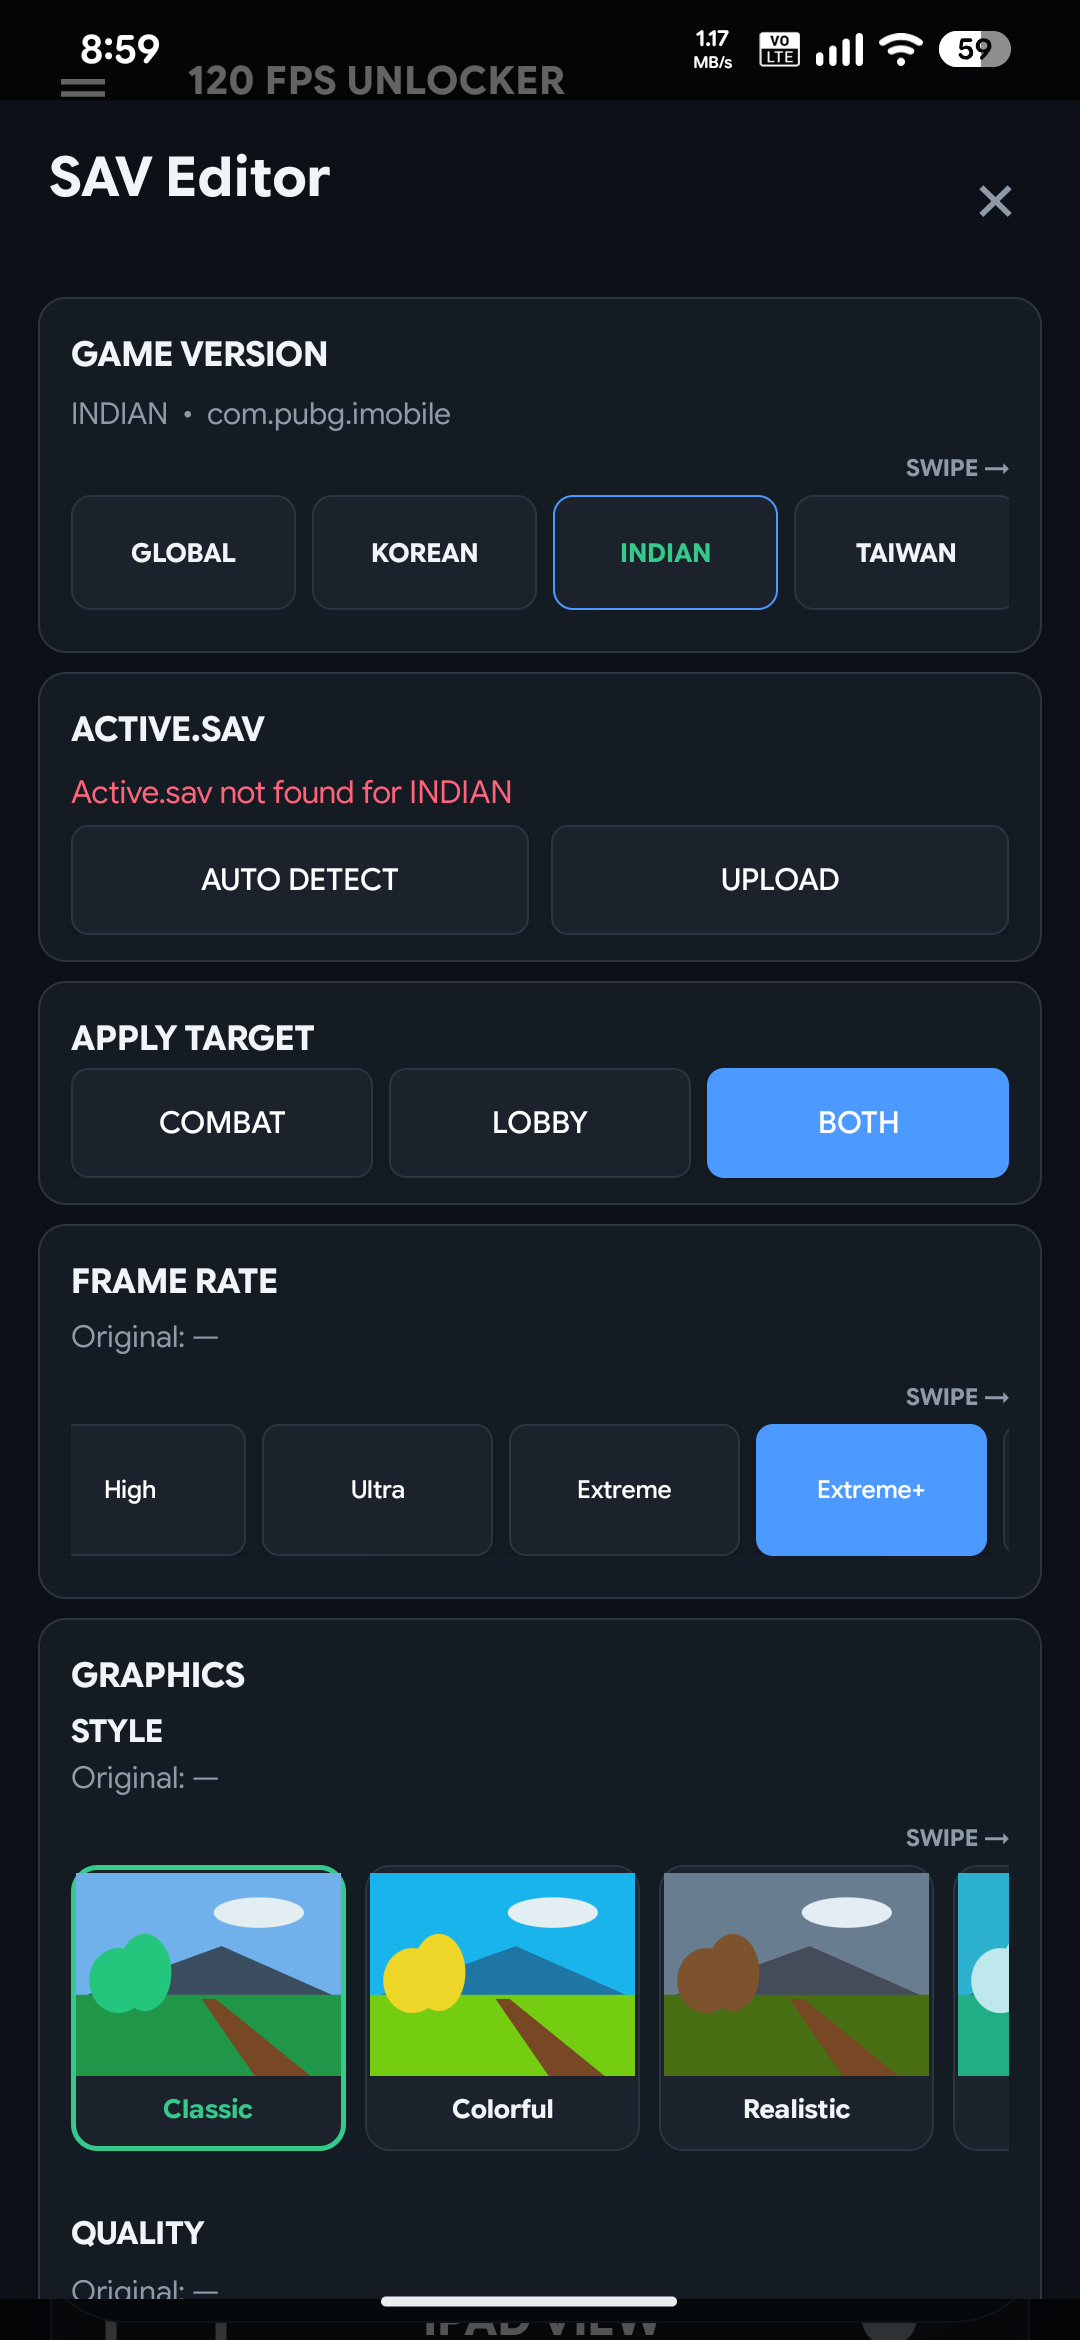 8:59
1.17
MB/s
VO
LTE
59
120 FPS UNLOCKER
SAV Editor
GAME VERSION
INDIAN • com.pubg.imobile
SWIPE →
GLOBAL
KOREAN
INDIAN
TAIWAN
ACTIVE.SAV
Active.sav not found for INDIAN
AUTO DETECT
UPLOAD
APPLY TARGET
COMBAT
LOBBY
BOTH
FRAME RATE
Original: —
SWIPE →
High
Ultra
Extreme
Extreme+
GRAPHICS
STYLE
Original: —
SWIPE →
Classic
Colorful
Realistic
QUALITY
Original: —
IPAD VIEW